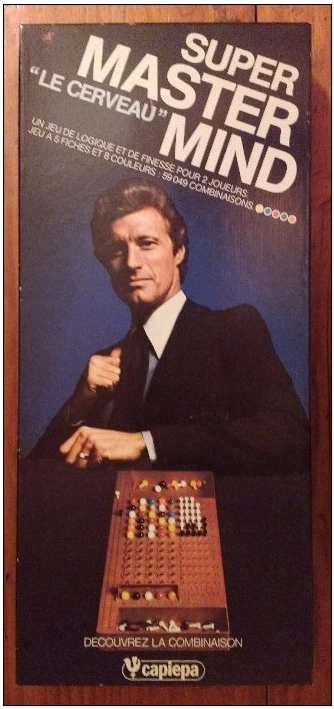 SUPER
MASTER
"LE CERVEAU" MIND
UN JEU DE LOGIQUE ET DE FINESSE POUR 2 JOUEURS.
JEU A 5 FICHES ET 8 COULEURS : 59 049 COMBINAISONS.
DECOUVREZ LA COMBINAISON
capiepa